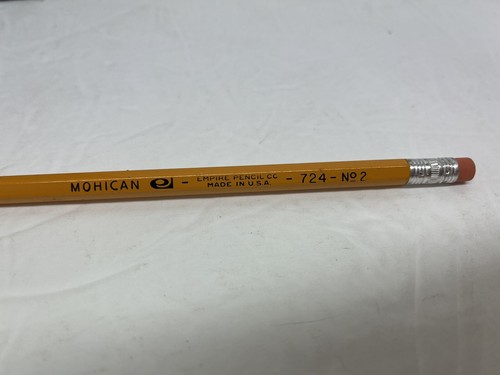 MOHICAN e - EMPIRE PENCIL CO
MADE IN U.S.A. - 724 - Nº 2